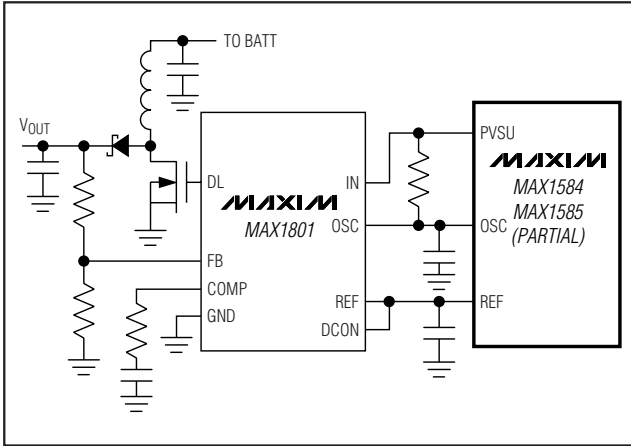 TO BATT
VOUT
PVSU
MAXIM
MAX1584
MAX1585
(PARTIAL)
DL
IN
MAXIM
MAX1801
OSC
OSC
FB
COMP
REF
REF
GND
DCON